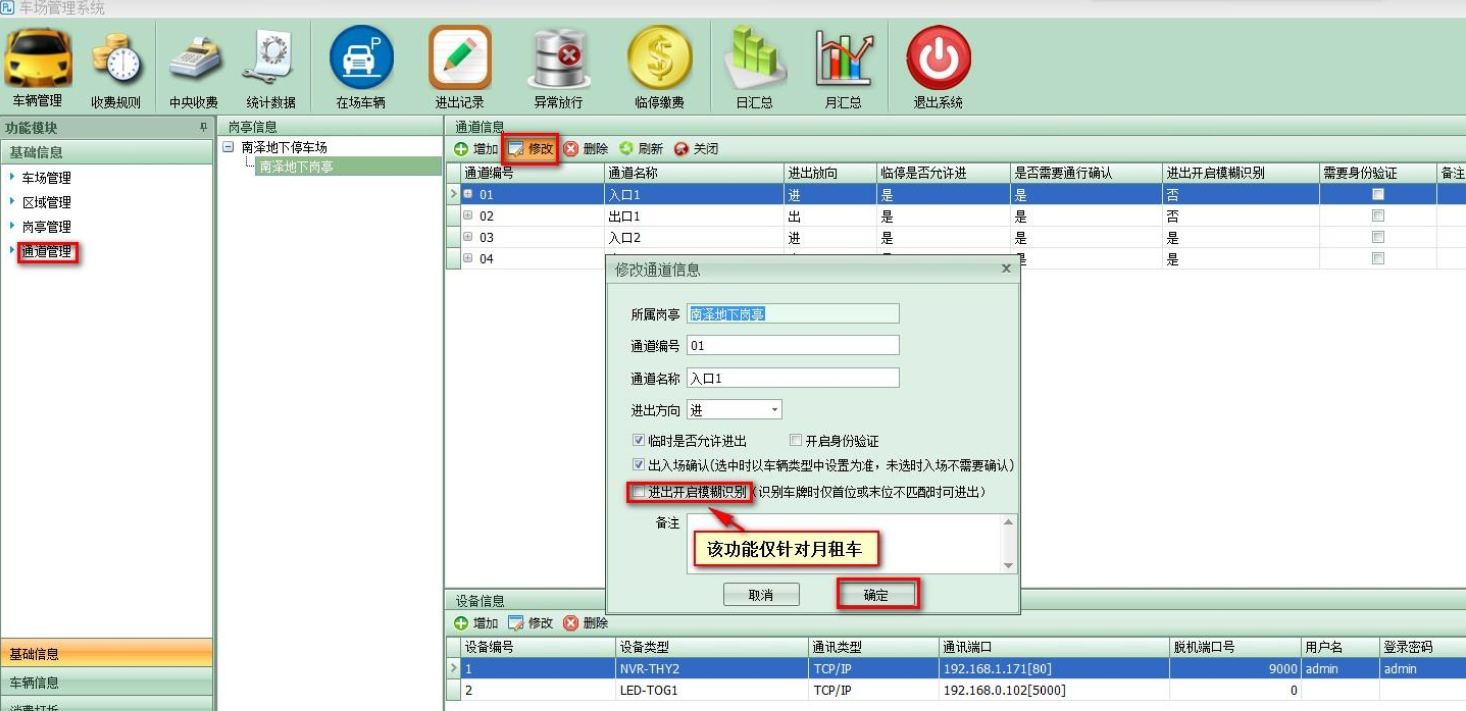 车场管理系统
车辆管理 收费规则 中央收费 统计数据 在场车辆 进出记录 异常放行 临停缴费 日汇总 月汇总 退出系统
功能模块
基础信息
车场管理
区域管理
岗亭管理
通道管理
基础信息
车辆信息
消费打折
岗亭信息
南泽地下停车场
南泽地下岗亭
通道信息
增加 修改 删除 刷新 关闭
通道编号 通道名称 进出放向 临停是否允许进 是否需要通行确认 进出开启模糊识别 需要身份验证 备注
01 入口1 进 是 是 否
02 出口1 出 是 是 否
03 入口2 进 是 是 是
04 是
修改通道信息
所属岗亭 南泽地下岗亭
通道编号 01
通道名称 入口1
进出方向 进
临时是否允许进出 开启身份验证
出入场确认(选中时以车辆类型中设置为准，未选时入场不需要确认)
进出开启模糊识别 (识别车牌时仅首位或末位不匹配时可进出)
备注
该功能仅针对月租车
取消 确定
设备信息
增加 修改 删除
设备编号 设备类型 通讯类型 通讯端口 脱机端口号 用户名 登录密码
1 NVR-THY2 TCP/IP 192.168.1.171[80] 9000 admin admin
2 LED-TOG1 TCP/IP 192.168.0.102[5000] 0